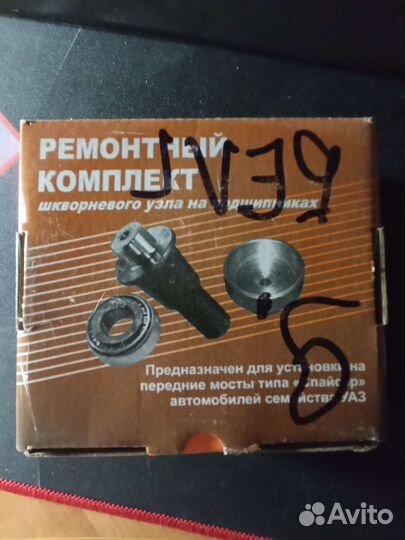 РЕМОНТНЫЙ
КОМПЛЕКТ
шкворневого узла на подшипниках
Предназначен для установки на
передние мосты типа «Спайсер»
автомобилей семейства УАЗ
Avito